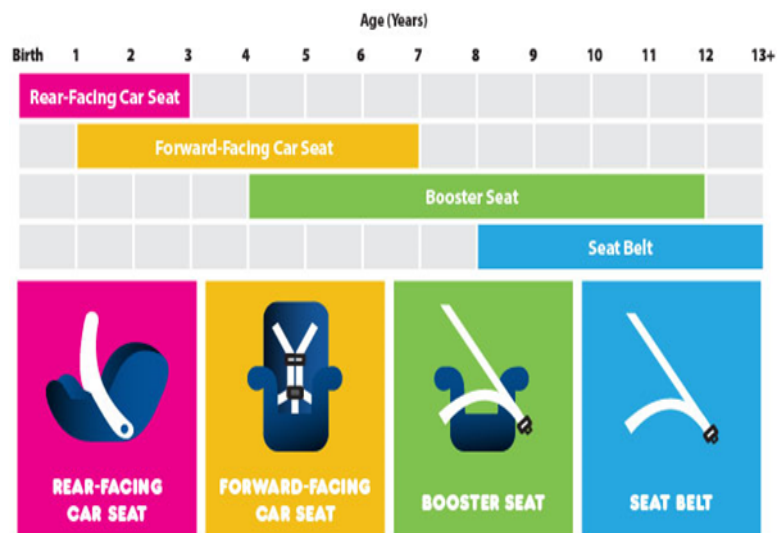 Age (Years)
Birth 1 2 3 4 5 6 7 8 9 10 11 12 13+
Rear-Facing Car Seat
Forward-Facing Car Seat
Booster Seat
Seat Belt
REAR-FACING
CAR SEAT
FORWARD-FACING
CAR SEAT
BOOSTER SEAT
SEAT BELT